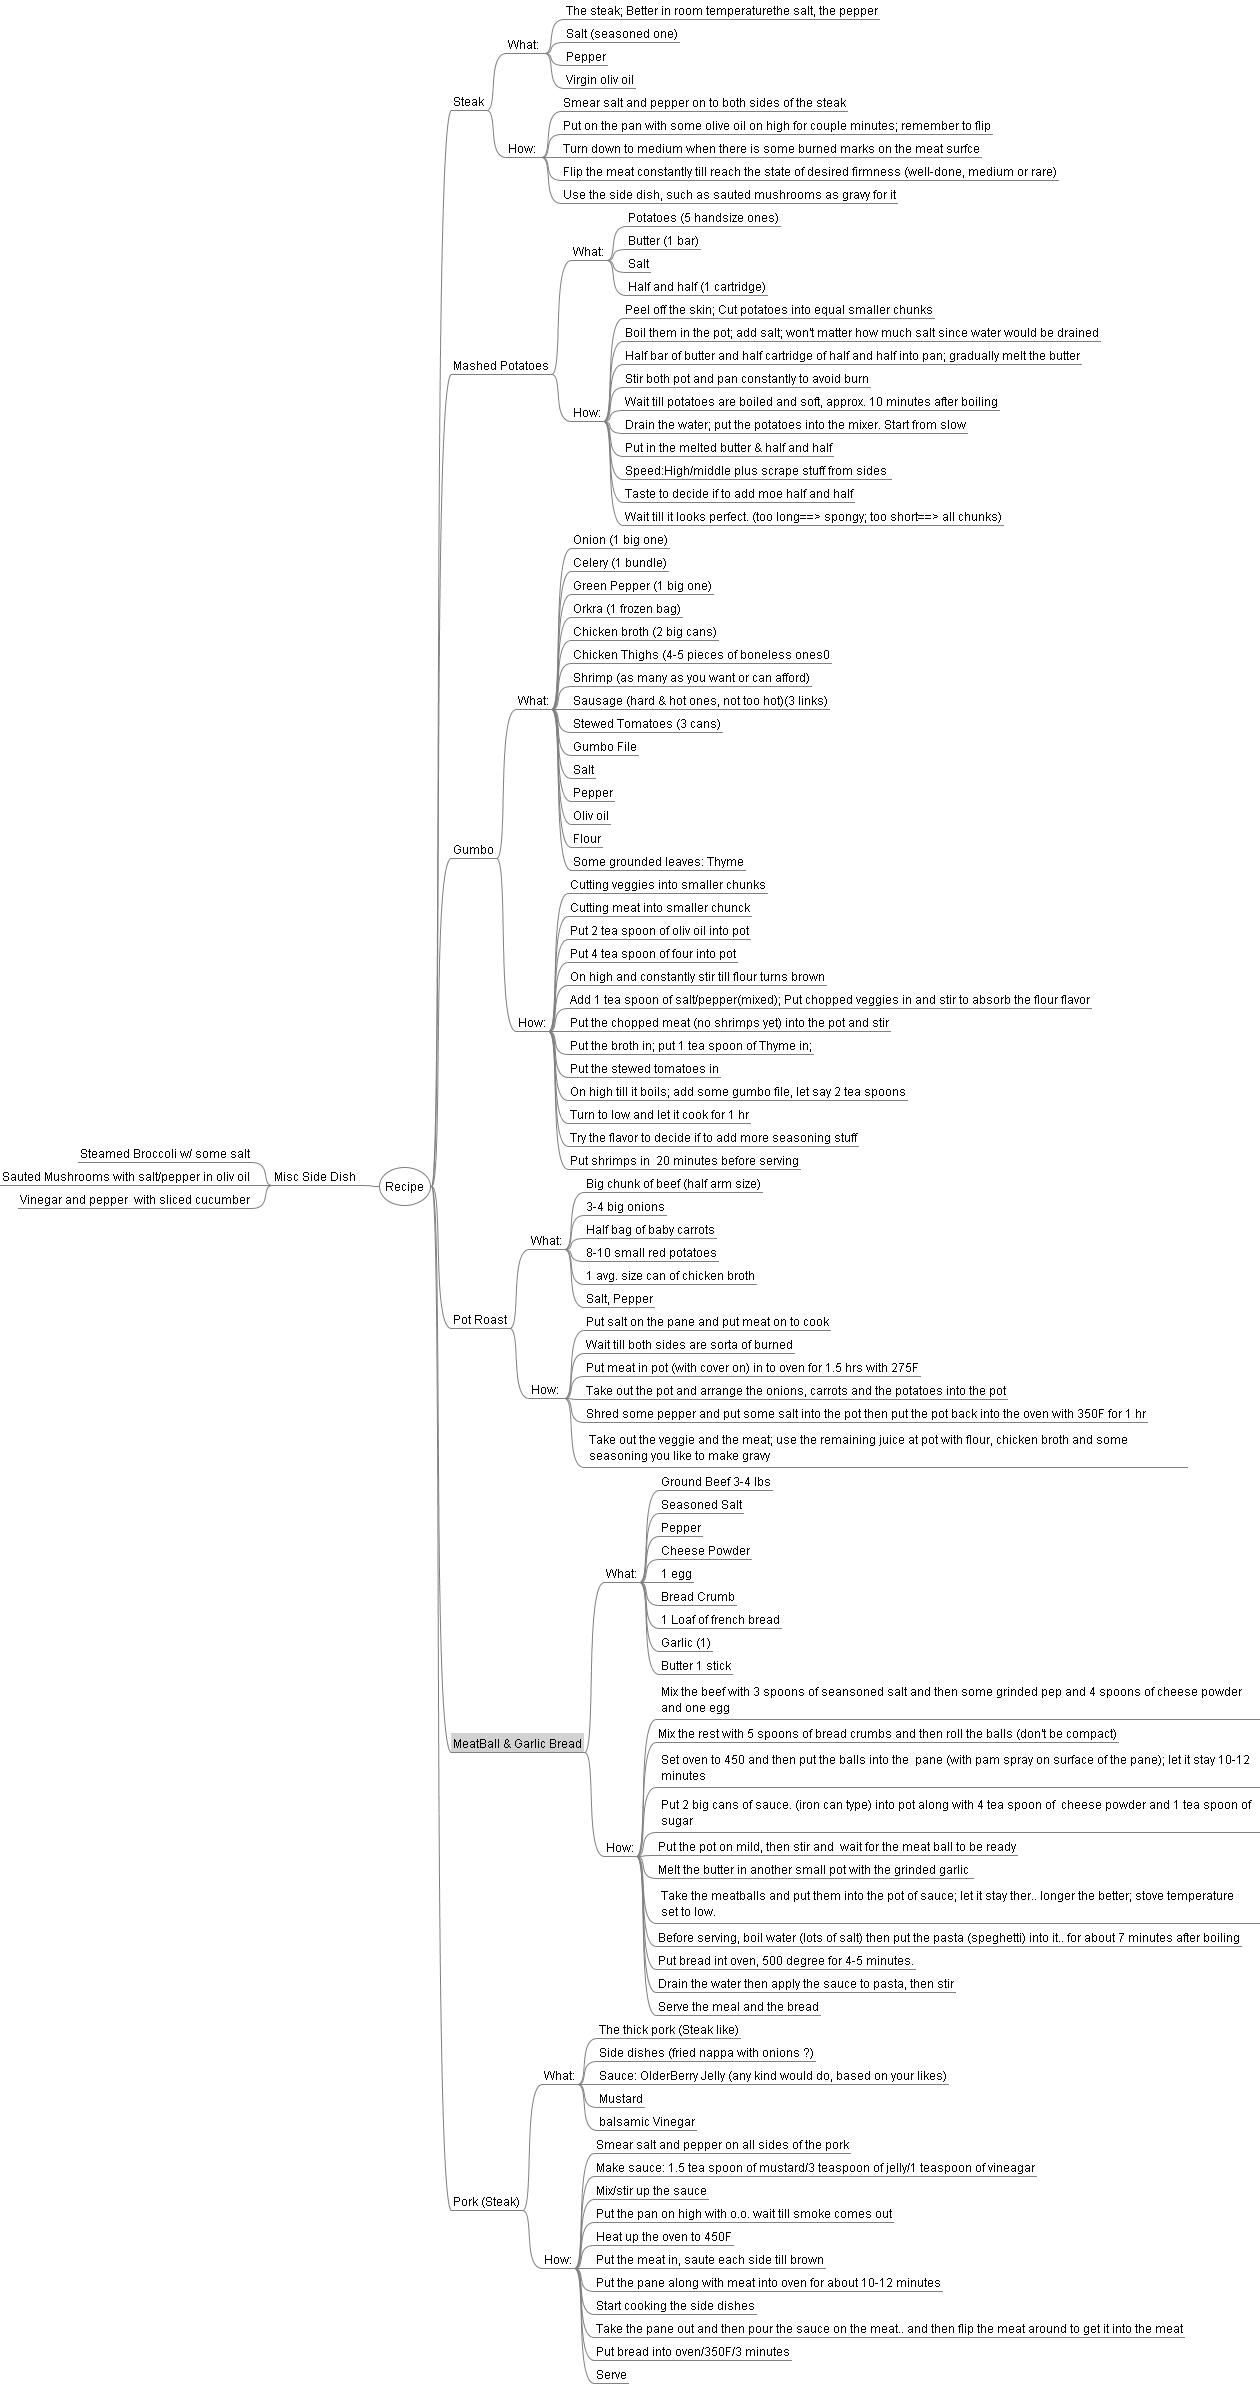 Recipe
Steak
What:
The steak; Better in room temperaturethe salt, the pepper
Salt (seasoned one)
Pepper
Virgin oliv oil
How:
Smear salt and pepper on to both sides of the steak
Put on the pan with some olive oil on high for couple minutes; remember to flip
Turn down to medium when there is some burned marks on the meat surfce
Flip the meat constantly till reach the state of desired firmness (well-done, medium or rare)
Use the side dish, such as sauted mushrooms as gravy for it
Mashed Potatoes
What:
Potatoes (5 handsize ones)
Butter (1 bar)
Salt
Half and half (1 cartridge)
How:
Peel off the skin; Cut potatoes into equal smaller chunks
Boil them in the pot; add salt; won't matter how much salt since water would be drained
Half bar of butter and half cartridge of half and half into pan; gradually melt the butter
Stir both pot and pan constantly to avoid burn
Wait till potatoes are boiled and soft, approx. 10 minutes after boiling
Drain the water; put the potatoes into the mixer. Start from slow
Put in the melted butter & half and half
Speed:High/middle plus scrape stuff from sides
Taste to decide if to add moe half and half
Wait till it looks perfect. (too long==> spongy; too short==> all chunks)
Gumbo
What:
Onion (1 big one)
Celery (1 bundle)
Green Pepper (1 big one)
Orkra (1 frozen bag)
Chicken broth (2 big cans)
Chicken Thighs (4-5 pieces of boneless ones0
Shrimp (as many as you want or can afford)
Sausage (hard & hot ones, not too hot)(3 links)
Stewed Tomatoes (3 cans)
Gumbo File
Salt
Pepper
Oliv oil
Flour
Some grounded leaves: Thyme
How:
Cutting veggies into smaller chunks
Cutting meat into smaller chunck
Put 2 tea spoon of oliv oil into pot
Put 4 tea spoon of four into pot
On high and constantly stir till flour turns brown
Add 1 tea spoon of salt/pepper(mixed); Put chopped veggies in and stir to absorb the flour flavor
Put the chopped meat (no shrimps yet) into the pot and stir
Put the broth in; put 1 tea spoon of Thyme in;
Put the stewed tomatoes in
On high till it boils; add some gumbo file, let say 2 tea spoons
Turn to low and let it cook for 1 hr
Try the flavor to decide if to add more seasoning stuff
Put shrimps in 20 minutes before serving
Misc Side Dish
Steamed Broccoli w/ some salt
Sauted Mushrooms with salt/pepper in oliv oil
Vinegar and pepper with sliced cucumber
Pot Roast
What:
Big chunk of beef (half arm size)
3-4 big onions
Half bag of baby carrots
8-10 small red potatoes
1 avg. size can of chicken broth
Salt, Pepper
How:
Put salt on the pane and put meat on to cook
Wait till both sides are sorta of burned
Put meat in pot (with cover on) in to oven for 1.5 hrs with 275F
Take out the pot and arrange the onions, carrots and the potatoes into the pot
Shred some pepper and put some salt into the pot then put the pot back into the oven with 350F for 1 hr
Take out the veggie and the meat; use the remaining juice at pot with flour, chicken broth and some
seasoning you like to make gravy
MeatBall & Garlic Bread
What:
Ground Beef 3-4 lbs
Seasoned Salt
Pepper
Cheese Powder
1 egg
Bread Crumb
1 Loaf of french bread
Garlic (1)
Butter 1 stick
How:
Mix the beef with 3 spoons of seansoned salt and then some grinded pep and 4 spoons of cheese powder
and one egg
Mix the rest with 5 spoons of bread crumbs and then roll the balls (don't be compact)
Set oven to 450 and then put the balls into the pane (with pam spray on surface of the pane); let it stay 10-12
minutes
Put 2 big cans of sauce. (iron can type) into pot along with 4 tea spoon of cheese powder and 1 tea spoon of
sugar
Put the pot on mild, then stir and wait for the meat ball to be ready
Melt the butter in another small pot with the grinded garlic
Take the meatballs and put them into the pot of sauce; let it stay ther.. longer the better; stove temperature
set to low.
Before serving, boil water (lots of salt) then put the pasta (speghetti) into it.. for about 7 minutes after boiling
Put bread int oven, 500 degree for 4-5 minutes.
Drain the water then apply the sauce to pasta, then stir
Serve the meal and the bread
Pork (Steak)
What:
The thick pork (Steak like)
Side dishes (fried nappa with onions ?)
Sauce: OlderBerry Jelly (any kind would do, based on your likes)
Mustard
balsamic Vinegar
How:
Smear salt and pepper on all sides of the pork
Make sauce: 1.5 tea spoon of mustard/3 teaspoon of jelly/1 teaspoon of vineagar
Mix/stir up the sauce
Put the pan on high with o.o. wait till smoke comes out
Heat up the oven to 450F
Put the meat in, saute each side till brown
Put the pane along with meat into oven for about 10-12 minutes
Start cooking the side dishes
Take the pane out and then pour the sauce on the meat.. and then flip the meat around to get it into the meat
Put bread into oven/350F/3 minutes
Serve